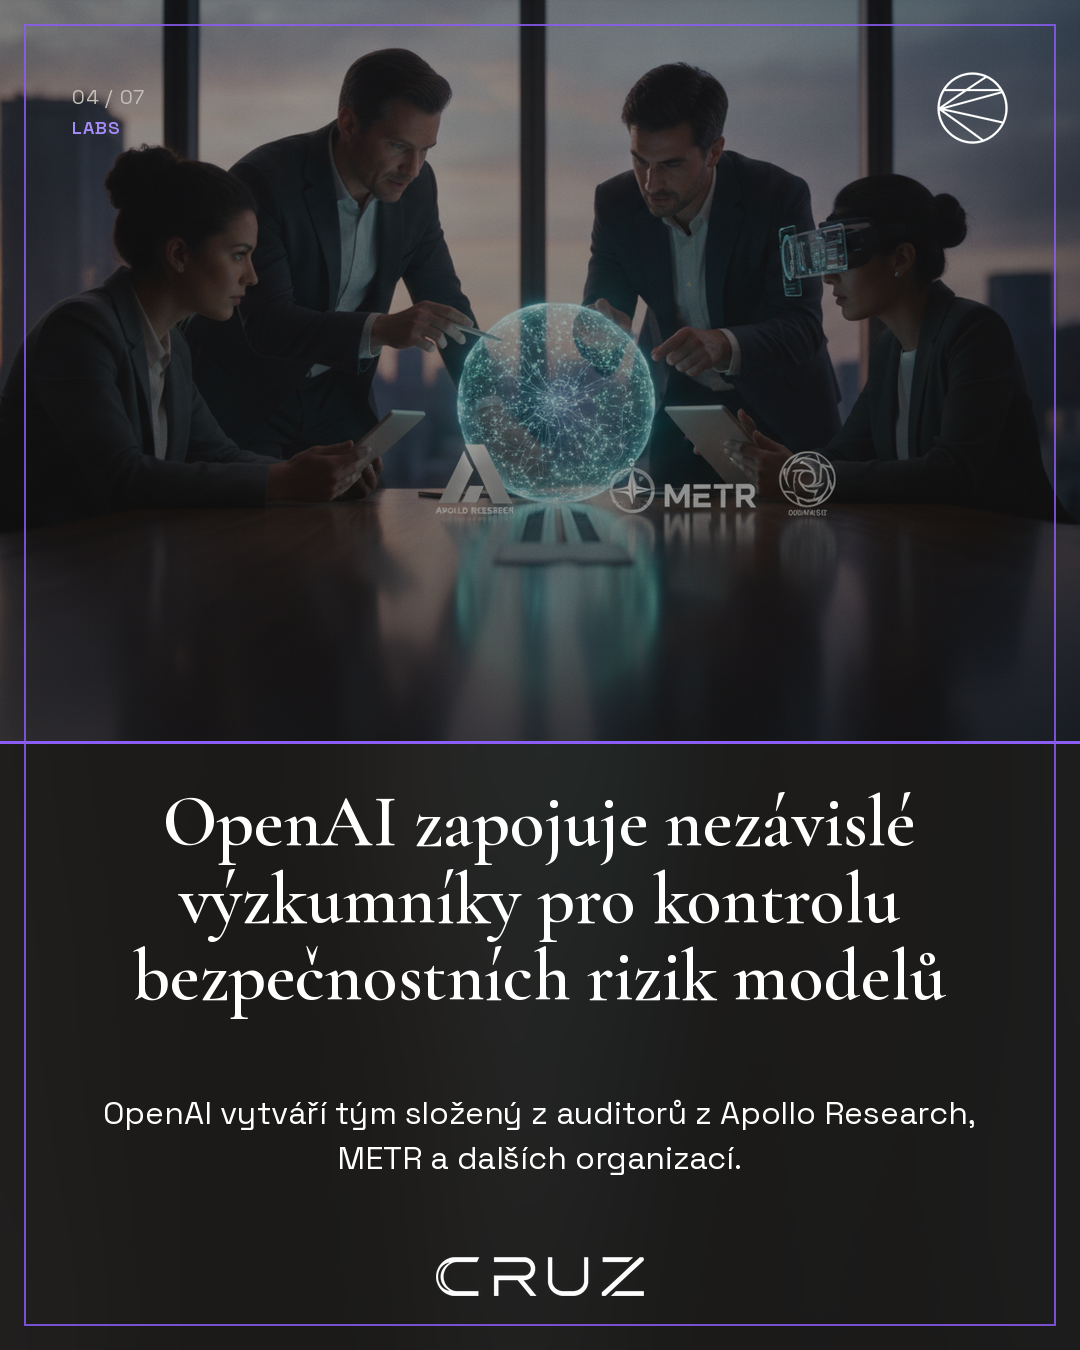 04 / 07
LABS
METR
OpenAI zapojuje nezávislé
výzkumníky pro kontrolu
bezpečnostních rizik modelů
OpenAI vytváří tým složený z auditorů z Apollo Research,
METR a dalších organizací.
CRUZ